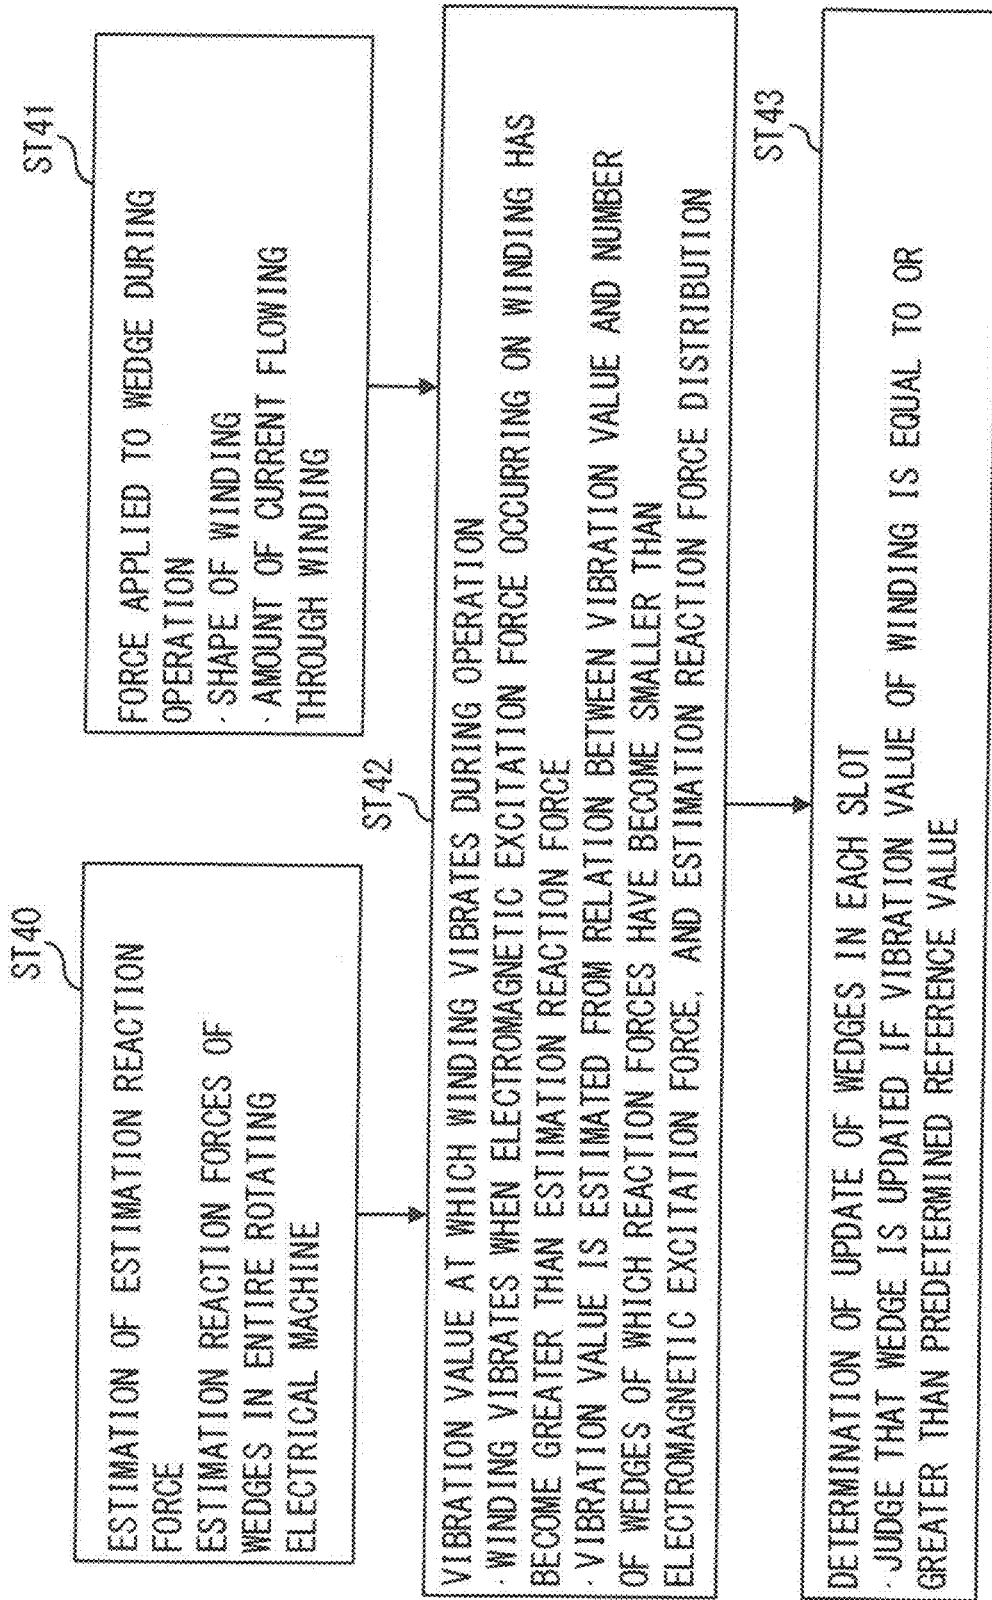 ST40
ESTIMATION OF ESTIMATION REACTION
FORCE
ESTIMATION REACTION FORCES OF
WEDGES IN ENTIRE ROTATING
ELECTRICAL MACHINE
ST41
FORCE APPLIED TO WEDGE DURING
OPERATION
· SHAPE OF WINDING
· AMOUNT OF CURRENT FLOWING
THROUGH WINDING
ST42
VIBRATION VALUE AT WHICH WINDING VIBRATES DURING OPERATION
· WINDING VIBRATES WHEN ELECTROMAGNETIC EXCITATION FORCE OCCURRING ON WINDING HAS
BECOME GREATER THAN ESTIMATION REACTION FORCE
· VIBRATION VALUE IS ESTIMATED FROM RELATION BETWEEN VIBRATION VALUE AND NUMBER
OF WEDGES OF WHICH REACTION FORCES HAVE BECOME SMALLER THAN
ELECTROMAGNETIC EXCITATION FORCE, AND ESTIMATION REACTION FORCE DISTRIBUTION
ST43
DETERMINATION OF UPDATE OF WEDGES IN EACH SLOT
· JUDGE THAT WEDGE IS UPDATED IF VIBRATION VALUE OF WINDING IS EQUAL TO OR
GREATER THAN PREDETERMINED REFERENCE VALUE